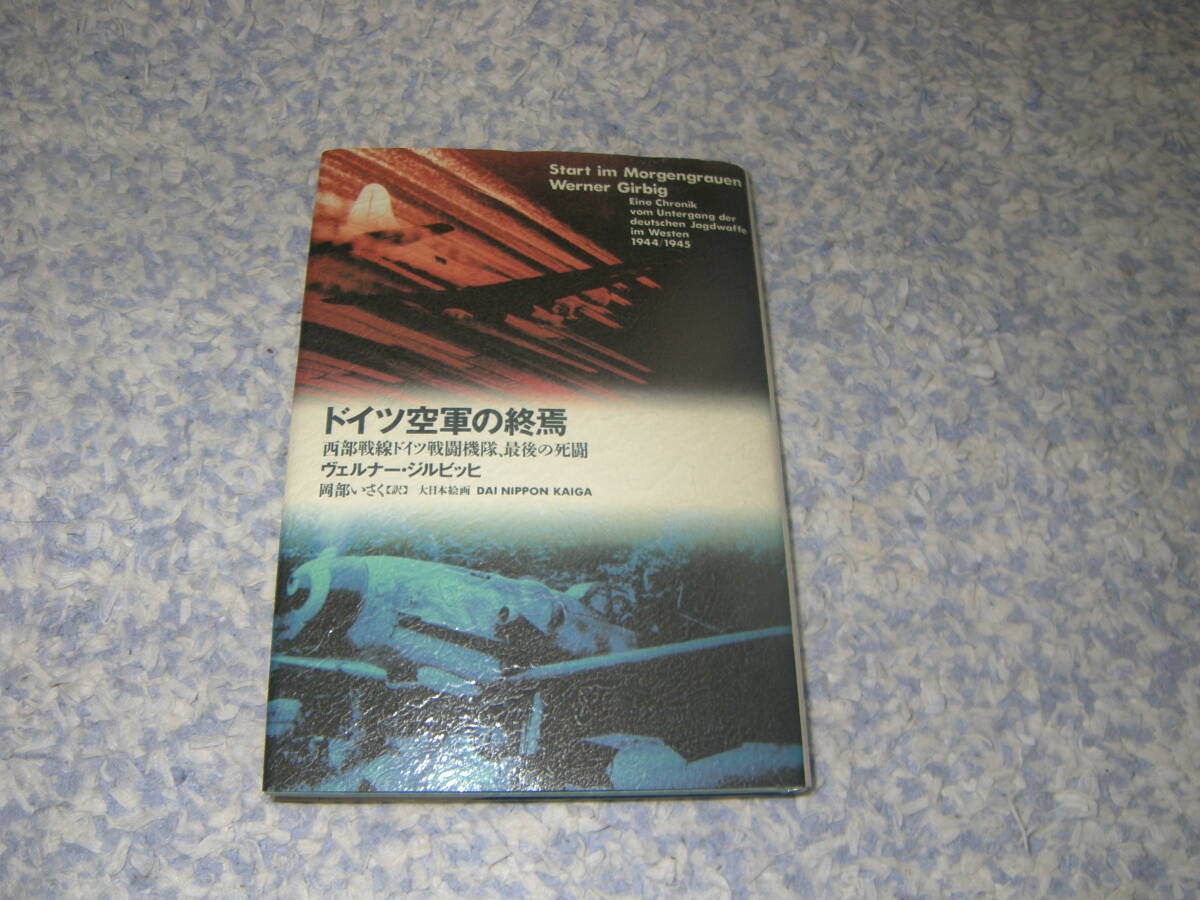 Start im Morgengrauen
Werner Girbig
Eine Chronik
vom Untergang der
deutschen Jagdwaffe
im Westen
1944/1945
ドイツ空軍の終焉
西部戦線ドイツ戦闘機隊、最後の死闘
ヴェルナー・ジルビッヒ
岡部いさく【訳】 大日本絵画 DAI NIPPON KAIGA